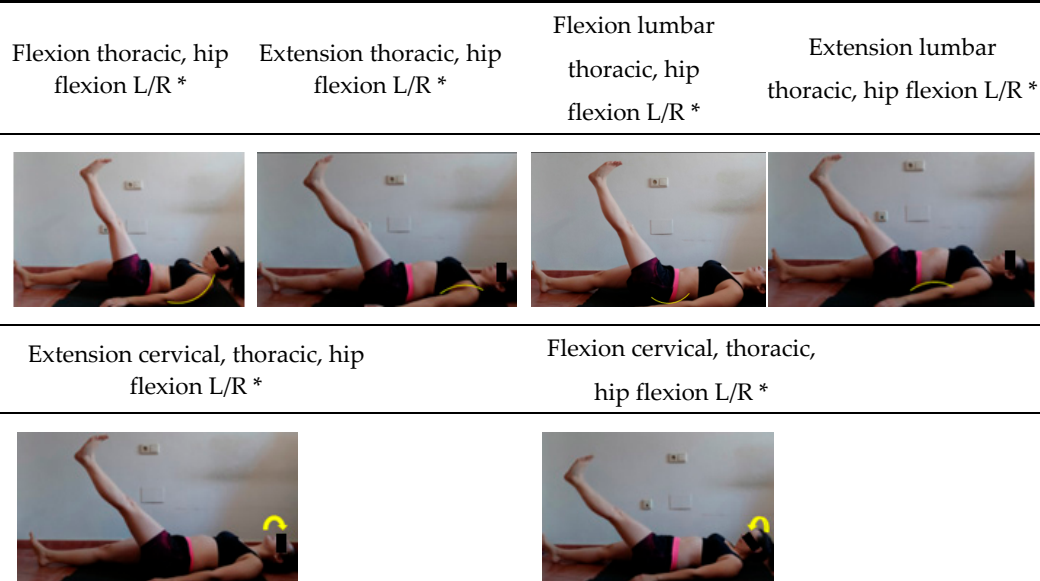 Flexion thoracic, hip
flexion L/R *
Extension thoracic, hip
flexion L/R *
Flexion lumbar
thoracic, hip
flexion L/R *
Extension lumbar
thoracic, hip flexion L/R *
Extension cervical, thoracic, hip
flexion L/R *
Flexion cervical, thoracic,
hip flexion L/R *